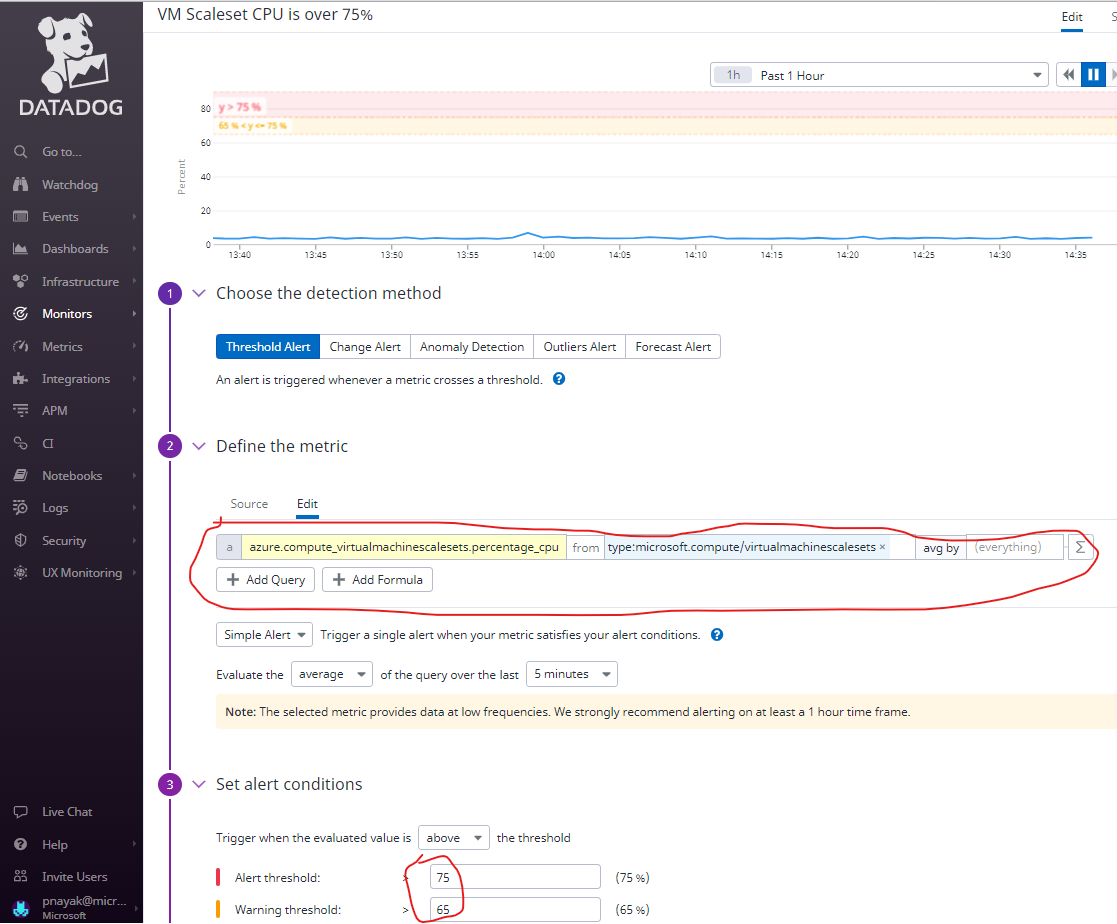 VM Scaleset CPU is over 75%
Edit
DATADOG
Go to...
Watchdog
Events
Dashboards
Infrastructure
Monitors
Metrics
Integrations
APM
CI
Notebooks
Logs
Security
UX Monitoring
Live Chat
Help
Invite Users
pnayak@micr...
Microsoft
1h Past 1 Hour
Percent
80
60
40
20
0
y > 75 %
65 % < y <= 75 %
13:40 13:45 13:50 13:55 14:00 14:05 14:10 14:15 14:20 14:25 14:30 14:35
1 Choose the detection method
Threshold Alert Change Alert Anomaly Detection Outliers Alert Forecast Alert
An alert is triggered whenever a metric crosses a threshold. ?
2 Define the metric
Source Edit
a azure.compute_virtualmachinescalesets.percentage_cpu from type:microsoft.compute/virtualmachinescalesets × avg by (everything) Σ
+ Add Query + Add Formula
Simple Alert Trigger a single alert when your metric satisfies your alert conditions. ?
Evaluate the average of the query over the last 5 minutes
Note: The selected metric provides data at low frequencies. We strongly recommend alerting on at least a 1 hour time frame.
3 Set alert conditions
Trigger when the evaluated value is above the threshold
Alert threshold: > 75 (75 %)
Warning threshold: > 65 (65 %)